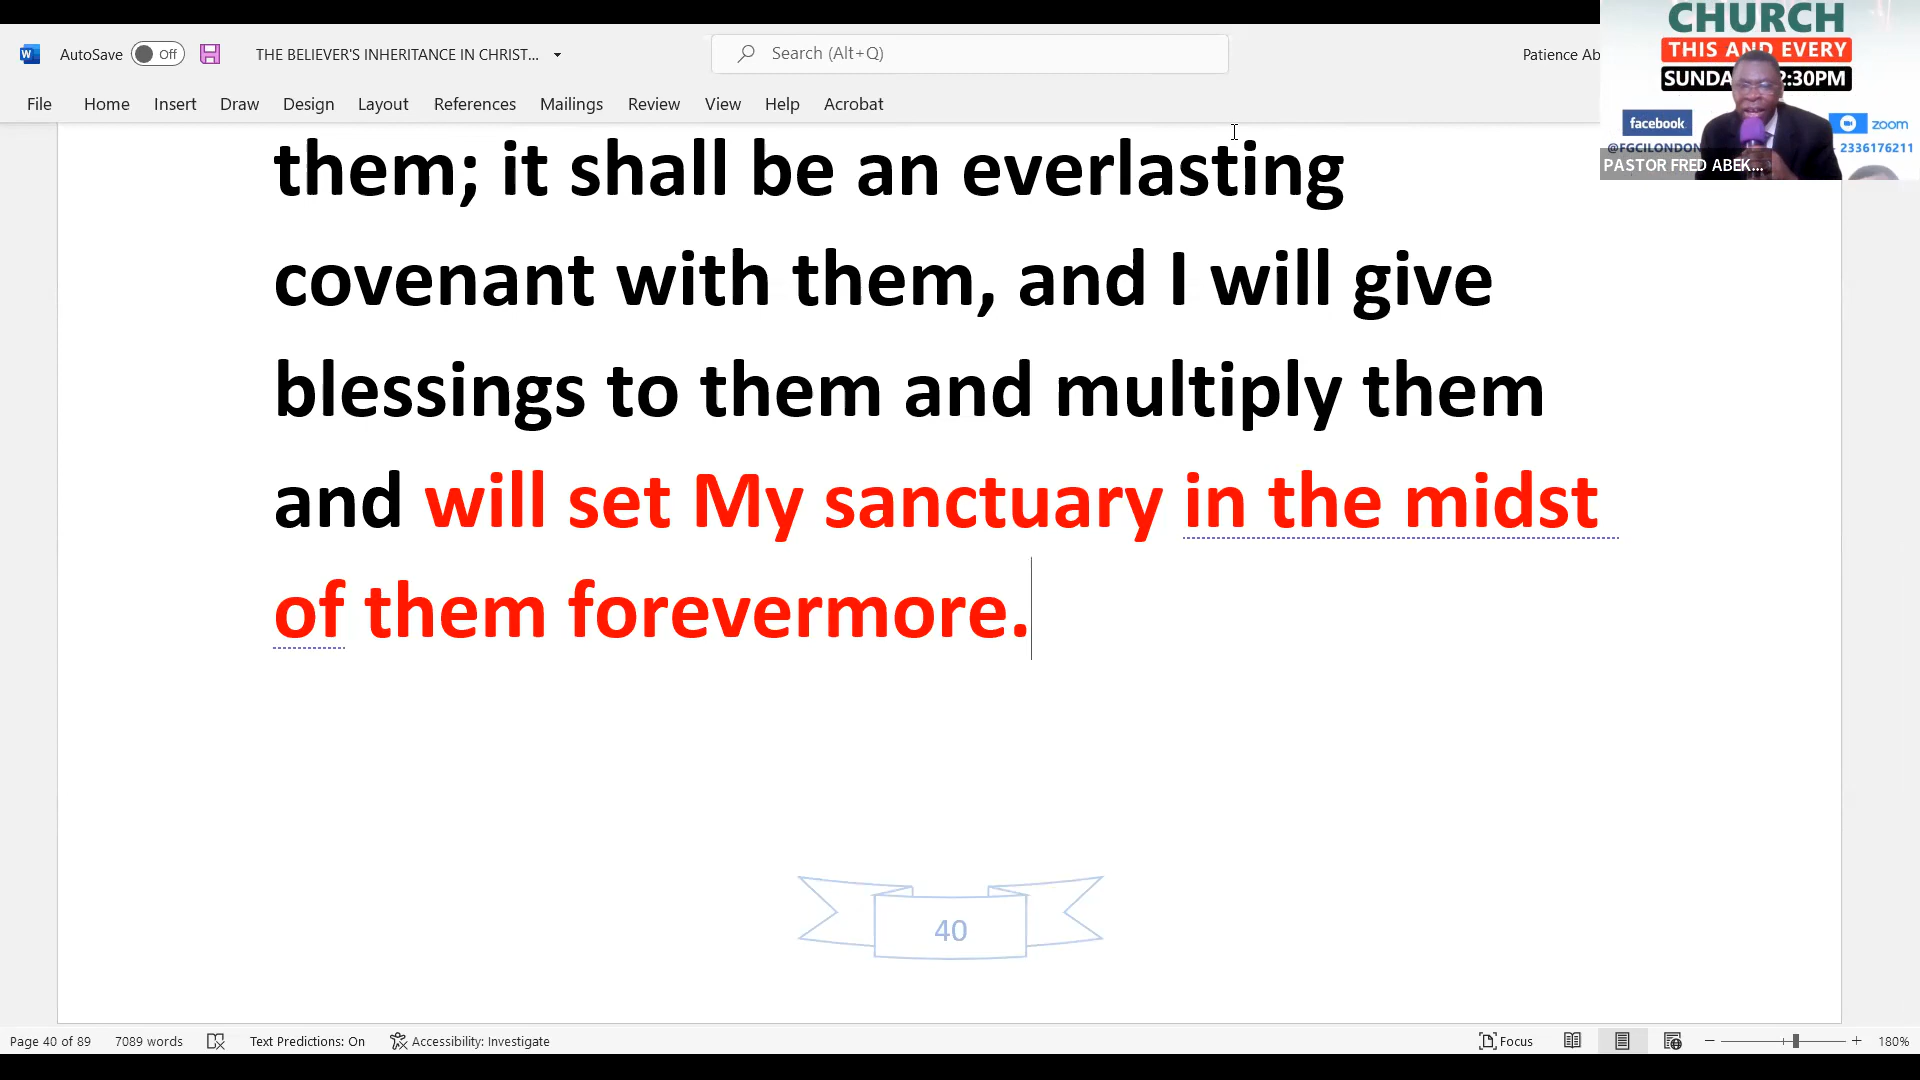 AutoSave Off THE BELIEVER'S INHERITANCE IN CHRIST... Search (Alt+Q) Patience Ab
File Home Insert Draw Design Layout References Mailings Review View Help Acrobat
CHURCH
THIS AND EVERY
SUNDA 2:30PM
facebook zoom
@FGCILONDON 2336176211
PASTOR FRED ABEK...
them; it shall be an everlasting
covenant with them, and I will give
blessings to them and multiply them
and will set My sanctuary in the midst
of them forevermore.
40
Page 40 of 89 7089 words Text Predictions: On Accessibility: Investigate Focus 180%